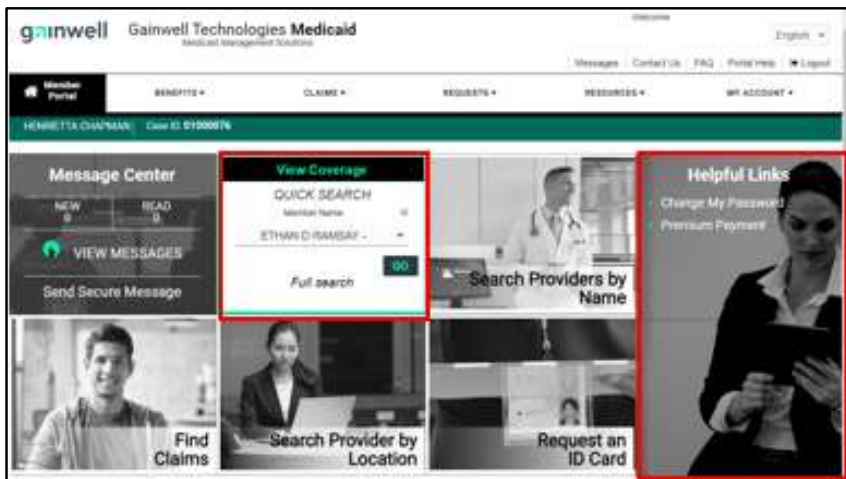 gainwell Gainwell Technologies Medicaid
Medicaid Management Solutions
Welcome
English
Messages Contact Us FAQ Portal Help Logout
Member Portal
BENEFITS
CLAIMS
REQUESTS
RESOURCES
MY ACCOUNT
HENRIETTA CHAPMAN Case ID 01000076
Message Center
NEW READ
0 0
VIEW MESSAGES
Send Secure Message
View Coverage
QUICK SEARCH
Member Name
ETHAN D RAMSAY -
GO
Full search
Search Providers by
Name
Helpful Links
Change My Password
Premium Payment
Find
Claims
Search Provider by
Location
Request an
ID Card